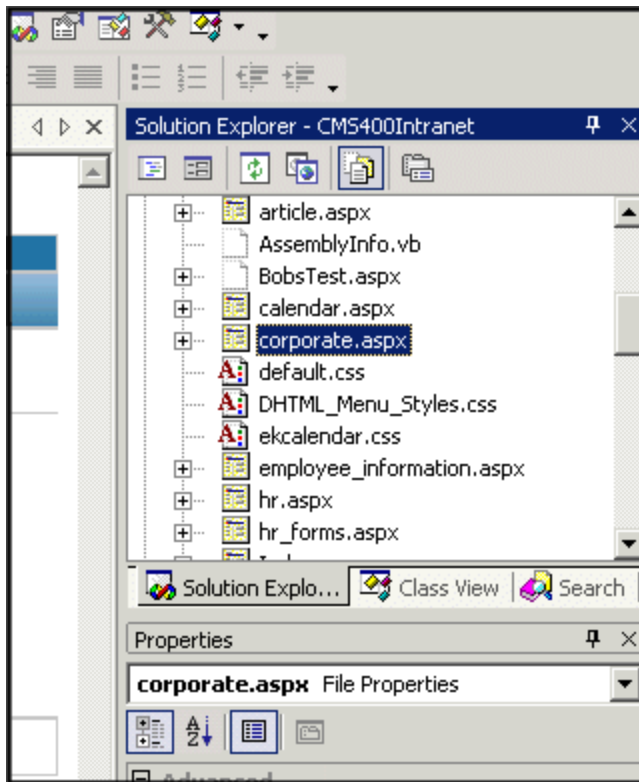 Solution Explorer - CMS400Intranet
article.aspx
AssemblyInfo.vb
BobsTest.aspx
calendar.aspx
corporate.aspx
default.css
DHTML_Menu_Styles.css
ekcalendar.css
employee_information.aspx
hr.aspx
hr_forms.aspx
Solution Explo... Class View Search
Properties
corporate.aspx File Properties
Advanced